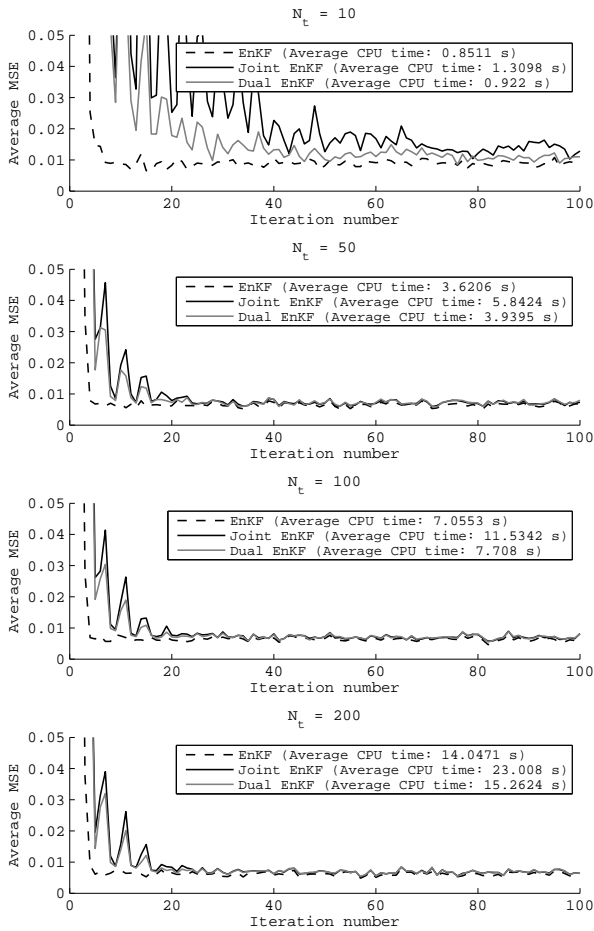 N_t = 10
Average MSE
0.05
0.04
0.03
0.02
0.01
0
EnKF (Average CPU time: 0.8511 s)
Joint EnKF (Average CPU time: 1.3098 s)
Dual EnKF (Average CPU time: 0.922 s)
0 20 40 60 80 100
Iteration number
N_t = 50
Average MSE
0.05
0.04
0.03
0.02
0.01
0
EnKF (Average CPU time: 3.6206 s)
Joint EnKF (Average CPU time: 5.8424 s)
Dual EnKF (Average CPU time: 3.9395 s)
0 20 40 60 80 100
Iteration number
N_t = 100
Average MSE
0.05
0.04
0.03
0.02
0.01
0
EnKF (Average CPU time: 7.0553 s)
Joint EnKF (Average CPU time: 11.5342 s)
Dual EnKF (Average CPU time: 7.708 s)
0 20 40 60 80 100
Iteration number
N_t = 200
Average MSE
0.05
0.04
0.03
0.02
0.01
0
EnKF (Average CPU time: 14.0471 s)
Joint EnKF (Average CPU time: 23.008 s)
Dual EnKF (Average CPU time: 15.2624 s)
0 20 40 60 80 100
Iteration number